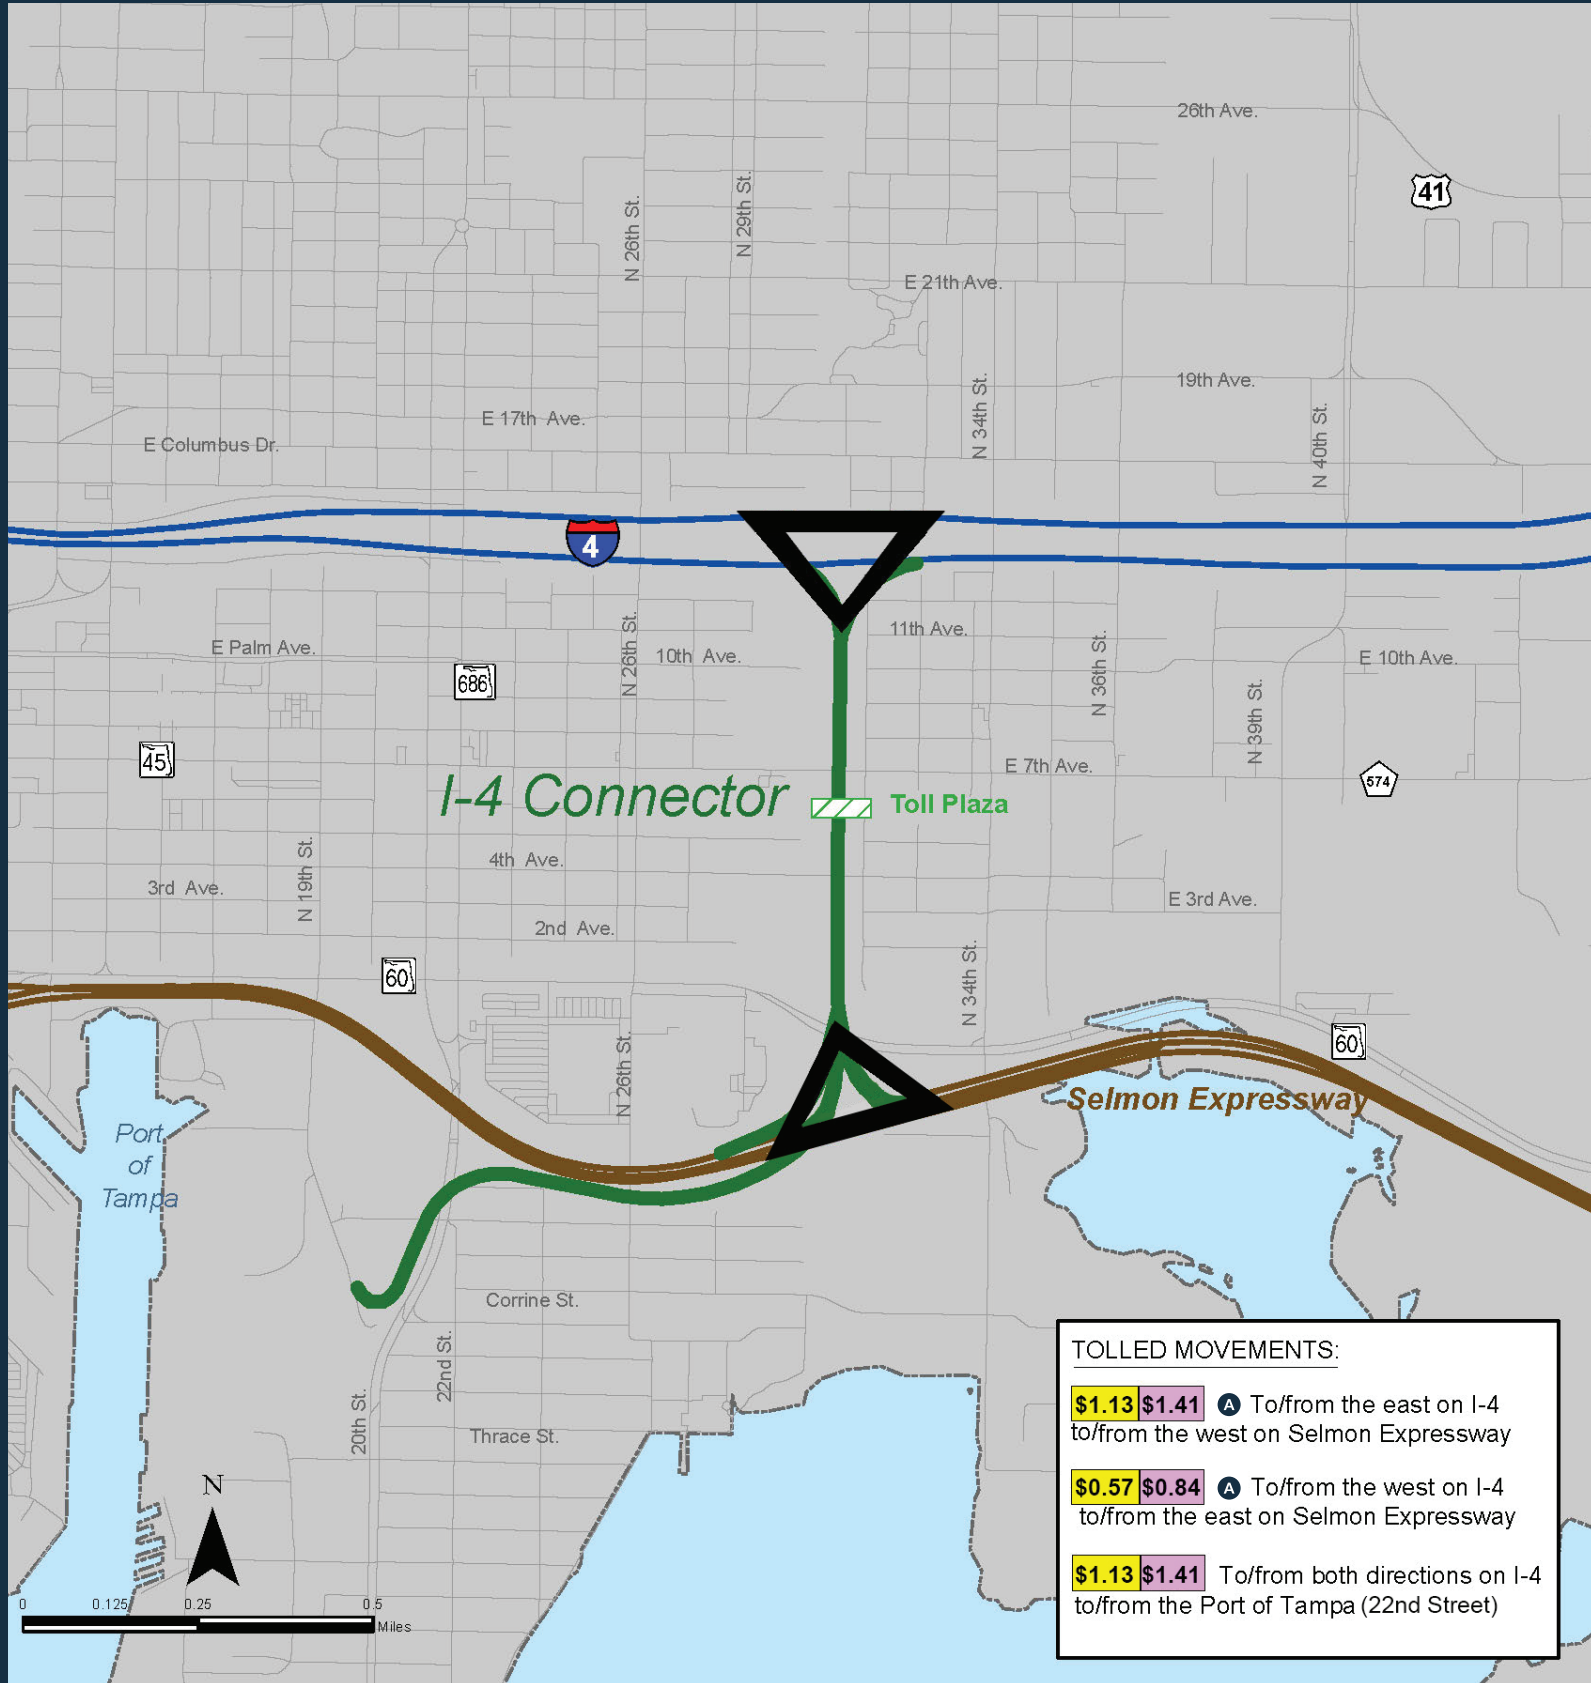 26th Ave.
41
N 26th St.
N 29th St.
E 21th Ave.
19th Ave.
N 34th St.
N 40th St.
E 17th Ave.
E Columbus Dr.
4
11th Ave.
E Palm Ave.
10th Ave.
E 10th Ave.
N 26th St.
N 36th St.
686
N 39th St.
45
E 7th Ave.
574
I-4 Connector
Toll Plaza
4th Ave.
3rd Ave.
N 19th St.
E 3rd Ave.
2nd Ave.
60
N 34th St.
60
N 26th St.
Selmon Expressway
Port
of
Tampa
Corrine St.
22nd St.
20th St.
Thrace St.
N
0 0.125 0.25 0.5
Miles
TOLLED MOVEMENTS:
$1.13 $1.41 A To/from the east on I-4
to/from the west on Selmon Expressway
$0.57 $0.84 A To/from the west on I-4
to/from the east on Selmon Expressway
$1.13 $1.41 To/from both directions on I-4
to/from the Port of Tampa (22nd Street)